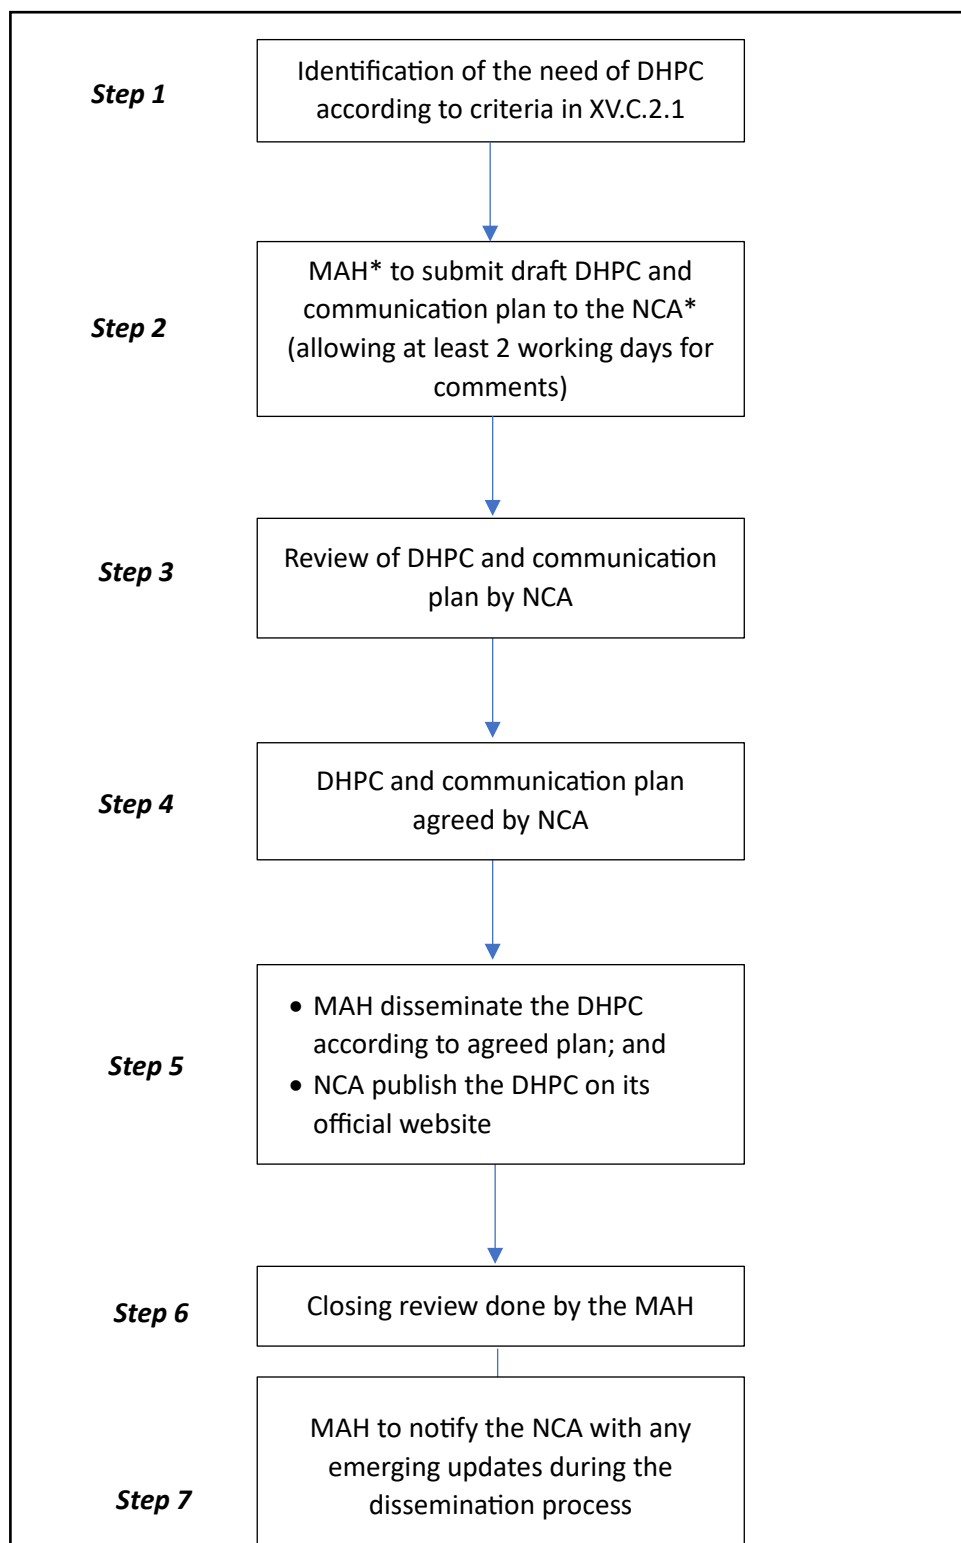 Step 1
Identification of the need of DHPC
according to criteria in XV.C.2.1
Step 2
MAH* to submit draft DHPC and
communication plan to the NCA*
(allowing at least 2 working days for
comments)
Step 3
Review of DHPC and communication
plan by NCA
Step 4
DHPC and communication plan
agreed by NCA
Step 5
• MAH disseminate the DHPC
according to agreed plan; and
• NCA publish the DHPC on its
official website
Step 6
Closing review done by the MAH
Step 7
MAH to notify the NCA with any
emerging updates during the
dissemination process